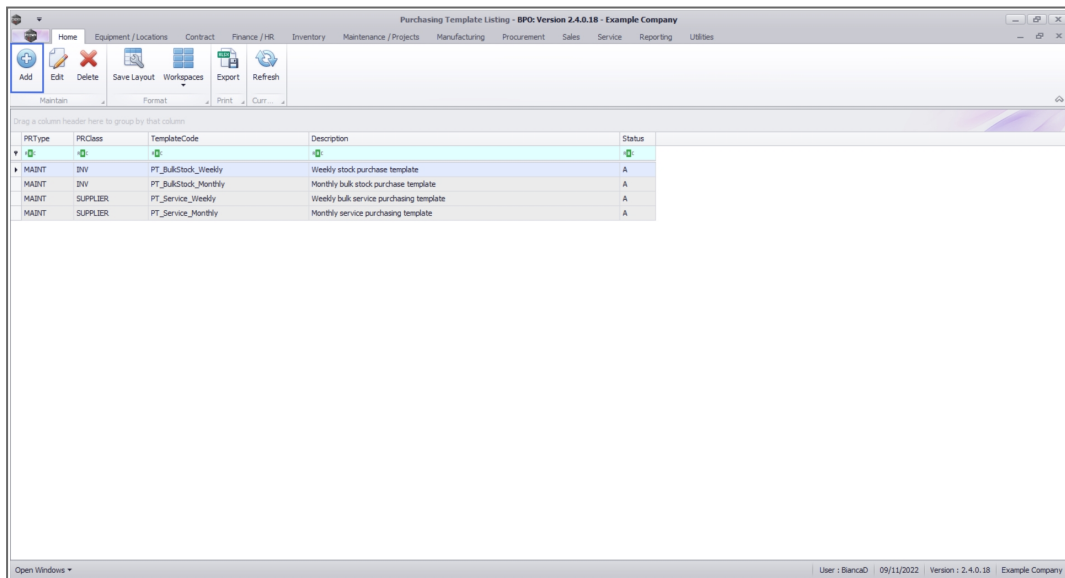 Purchasing Template Listing - BPO: Version 2.4.0.18 - Example Company
Home Equipment / Locations Contract Finance / HR Inventory Maintenance / Projects Manufacturing Procurement Sales Service Reporting Utilities
Add Edit Delete Save Layout Workspaces Export Refresh
Maintain Format Print Curr...
Drag a column header here to group by that column
PRType PRClass TemplateCode Description Status
MAINT INV PT_BulkStock_Weekly Weekly stock purchase template A
MAINT INV PT_BulkStock_Monthly Monthly bulk stock purchase template A
MAINT SUPPLIER PT_Service_Weekly Weekly bulk service purchasing template A
MAINT SUPPLIER PT_Service_Monthly Monthly service purchasing template A
Open Windows User : BiancaD 09/11/2022 Version : 2.4.0.18 Example Company